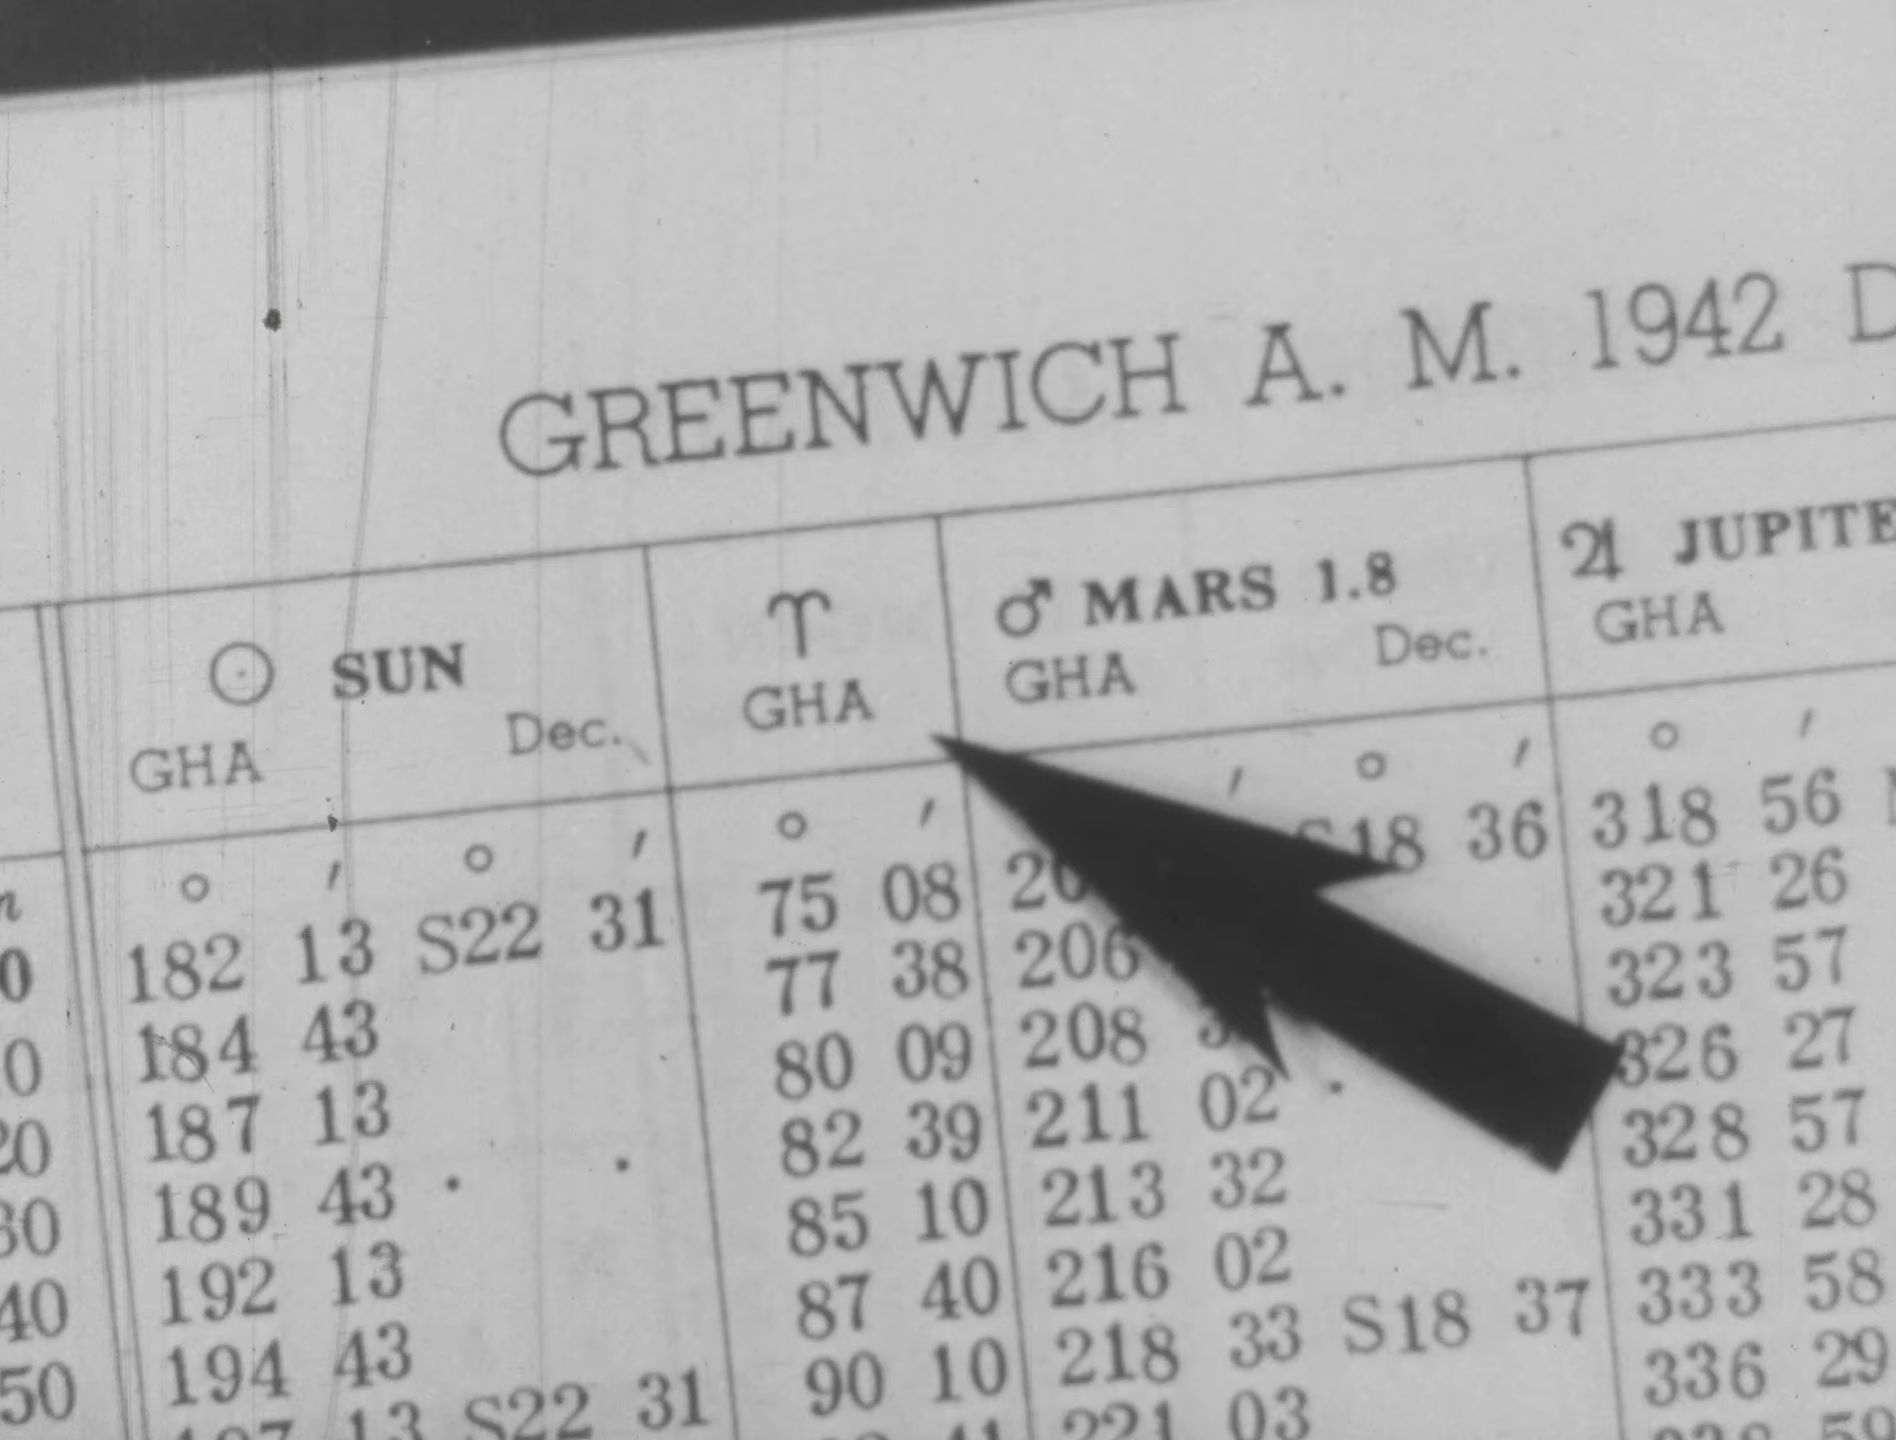 GREENWICH A. M. 1942 D
☉ SUN ♈ ♂ MARS 1.8 ♃ JUPITE
GHA Dec. GHA GHA Dec. GHA
° ′ ° ′ ° ′ ′ ° ′ ° ′
0 182 13 S22 31 75 08 S18 36 318 56
0 184 43 77 38 206 321 26
20 187 13 80 09 208 323 57
30 189 43 . . 82 39 211 02 . 326 27
40 192 13 85 10 213 32 328 57
50 194 43 87 40 216 02 331 28
13 S22 31 90 10 218 33 S18 37 333 58
221 03 336 29